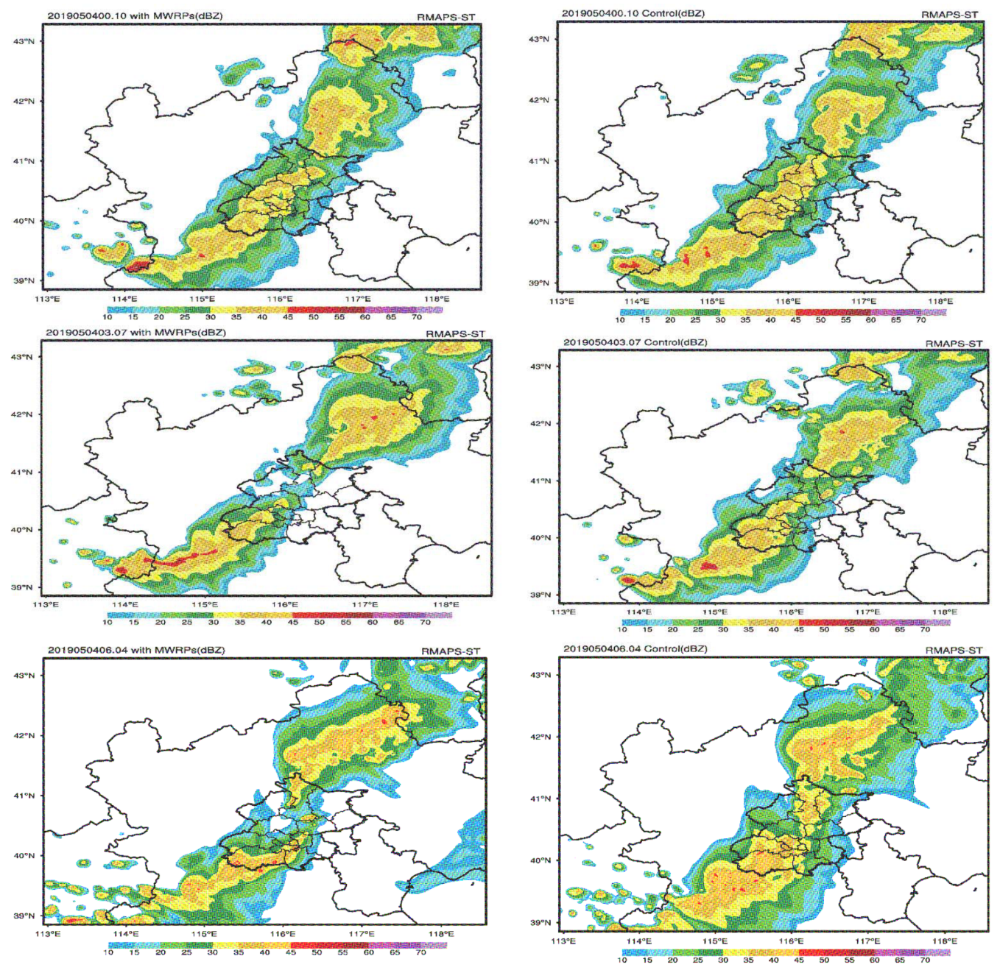 2019050400.10 with MWRPs(dBZ) RMAPS-ST
43°N
42°N
41°N
40°N
39°N
113°E 114°E 115°E 116°E 117°E 118°E
10 15 20 25 30 35 40 45 50 55 60 65 70
2019050400.10 Control(dBZ) RMAPS-ST
43°N
42°N
41°N
40°N
39°N
113°E 114°E 115°E 116°E 117°E 118°E
10 15 20 25 30 35 40 45 50 55 60 65 70
2019050403.07 with MWRPs(dBZ) RMAPS-ST
43°N
42°N
41°N
40°N
39°N
113°E 114°E 115°E 116°E 117°E 118°E
10 15 20 25 30 35 40 45 50 55 60 65 70
2019050403.07 Control(dBZ) RMAPS-ST
43°N
42°N
41°N
40°N
39°N
113°E 114°E 115°E 116°E 117°E 118°E
10 15 20 25 30 35 40 45 50 55 60 65 70
2019050406.04 with MWRPs(dBZ) RMAPS-ST
43°N
42°N
41°N
40°N
39°N
113°E 114°E 115°E 116°E 117°E 118°E
10 15 20 25 30 35 40 45 50 55 60 65 70
2019050406.04 Control(dBZ) RMAPS-ST
43°N
42°N
41°N
40°N
39°N
113°E 114°E 115°E 116°E 117°E 118°E
10 15 20 25 30 35 40 45 50 55 60 65 70